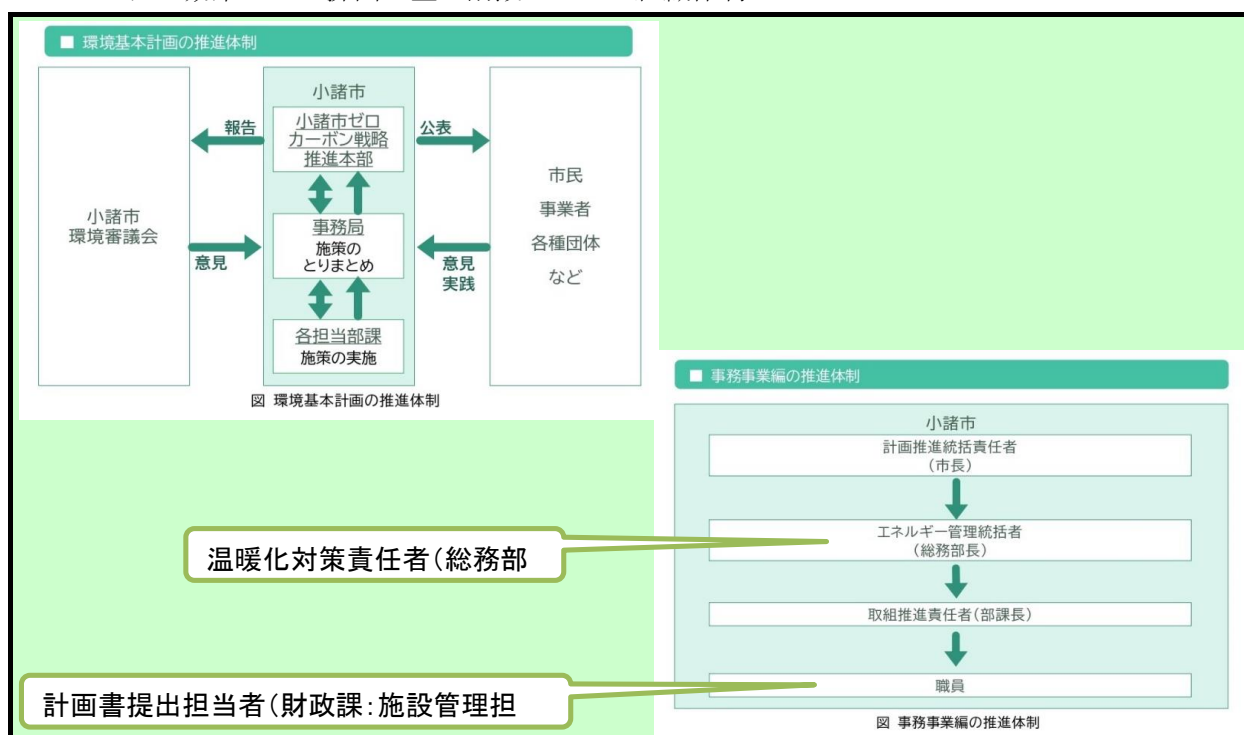 ■ 環境基本計画の推進体制
小諸市
環境審議会
報告
意見
小諸市
小諸市ゼロ
カーボン戦略
推進本部
事務局
施策の
とりまとめ
各担当部課
施策の実施
公表
意見
実践
市民
事業者
各種団体
など
図 環境基本計画の推進体制
■ 事務事業編の推進体制
小諸市
計画推進統括責任者
(市長)
エネルギー管理統括者
(総務部長)
取組推進責任者(部課長)
職員
図 事務事業編の推進体制
温暖化対策責任者(総務部
計画書提出担当者(財政課:施設管理担